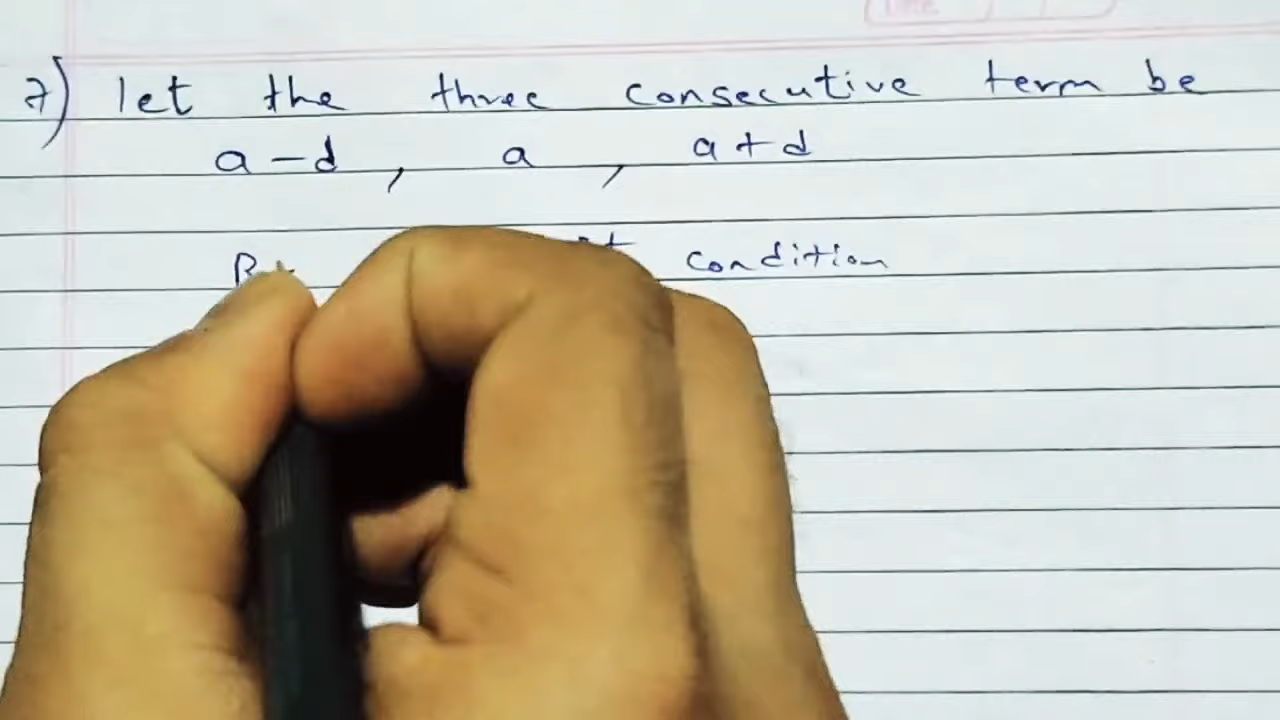 7) let the three consecutive term be
a - d , a , a + d
condition